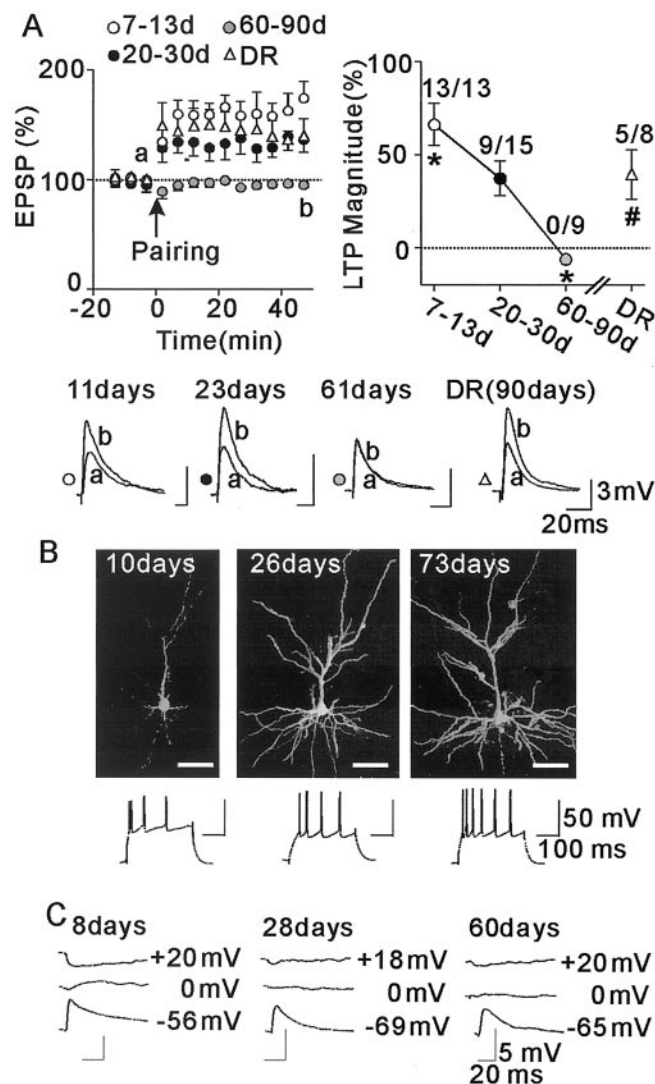 A
7-13d 60-90d
20-30d DR
EPSP (%)
200
100
0
a
b
Pairing
-20 0 20 40
Time(min)
LTP Magnitude(%)
100
50
0
13/13
*
9/15
0/9
*
5/8
#
7-13d
20-30d
60-90d
DR
11days 23days 61days DR(90days)
b b b b
a a a a
3mV
20ms
B
10days 26days 73days
50 mV
100 ms
C
8days 28days 60days
+20mV +18mV +20mV
0mV 0mV 0mV
-56mV -69mV -65mV
5 mV
20 ms